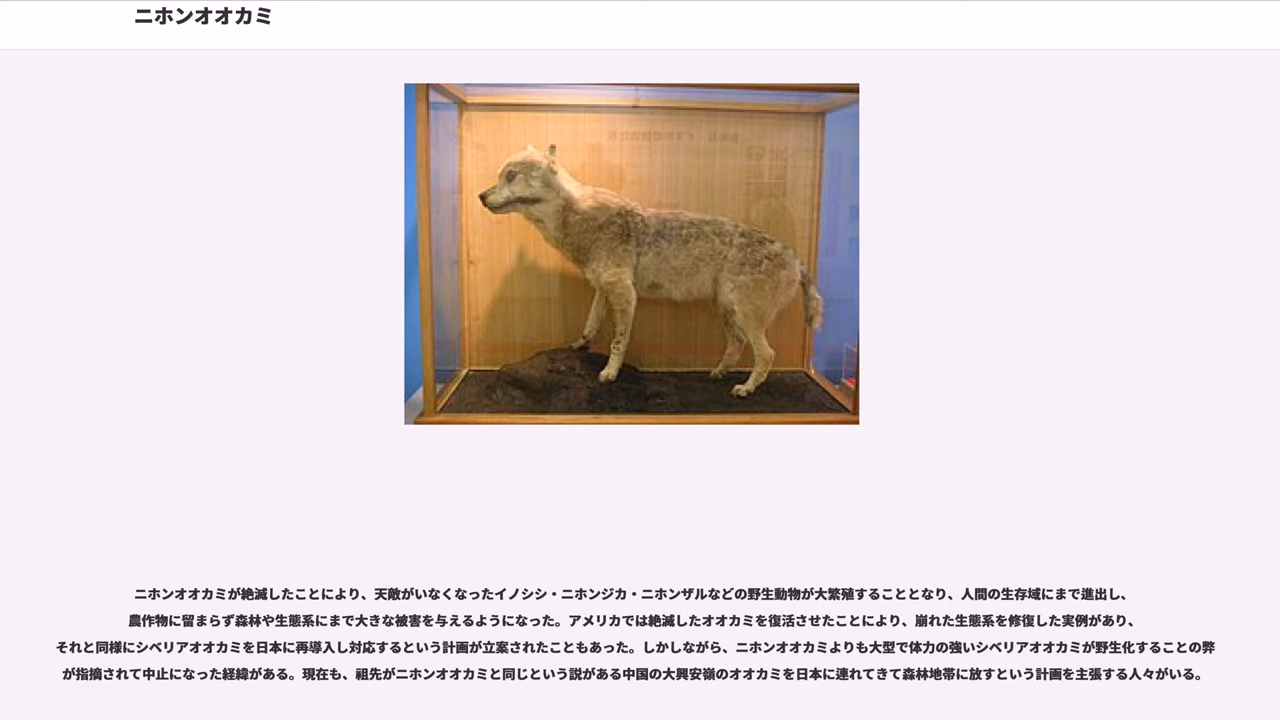 ニホンオオカミ
ニホンオオカミが絶滅したことにより、天敵がいなくなったイノシシ・ニホンジカ・ニホンザルなどの野生動物が大繁殖することとなり、人間の生存域にまで進出し、
農作物に留まらず森林や生態系にまで大きな被害を与えるようになった。アメリカでは絶滅したオオカミを復活させたことにより、崩れた生態系を修復した実例があり、
それと同様にシベリアオオカミを日本に再導入し対応するという計画が立案されたこともあった。しかしながら、ニホンオオカミよりも大型で体力の強いシベリアオオカミが野生化することの弊
が指摘されて中止になった経緯がある。現在も、祖先がニホンオオカミと同じという説がある中国の大興安嶺のオオカミを日本に連れてきて森林地帯に放すという計画を主張する人々がいる。